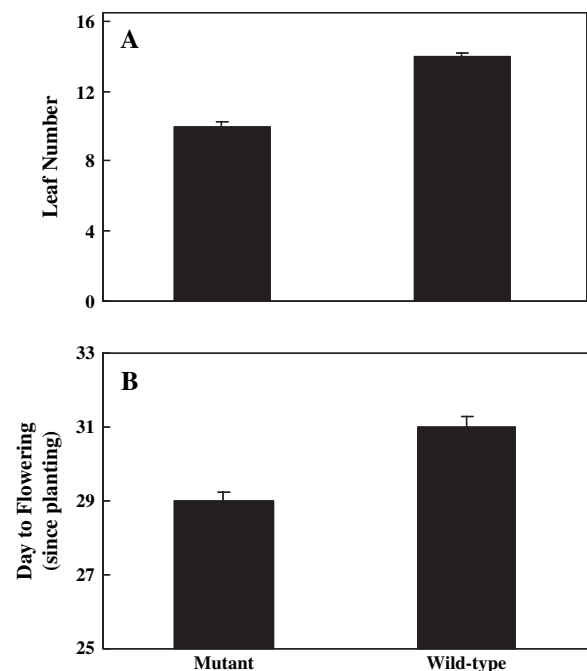 A
16
12
8
4
0
Leaf Number
B
33
31
29
27
25
Day to Flowering
(since planting)
Mutant
Wild-type